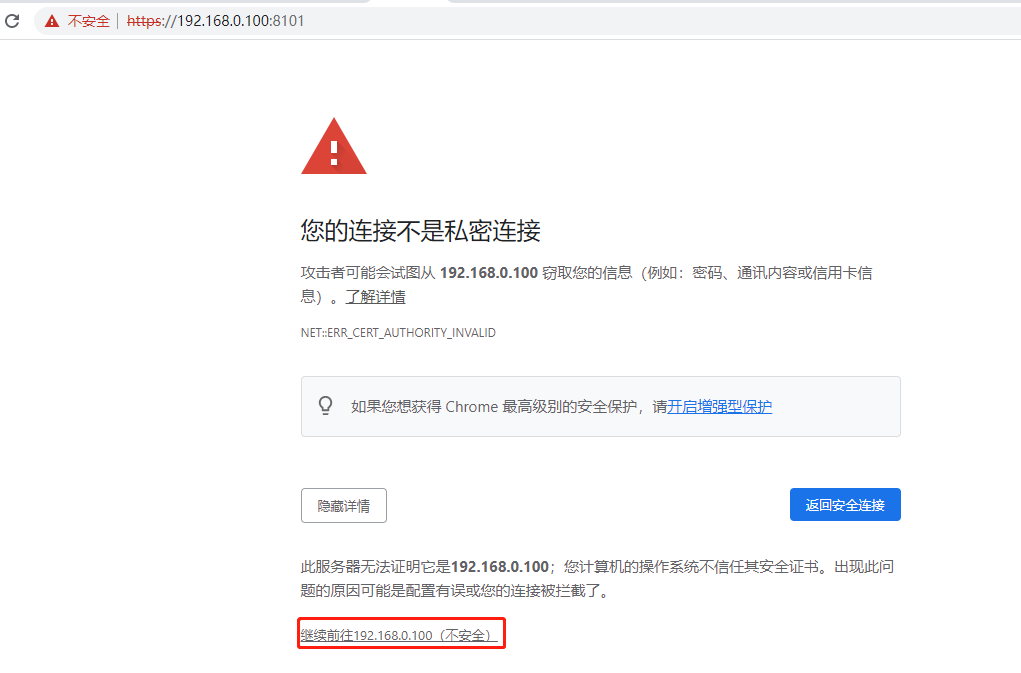 不安全 | https://192.168.0.100:8101
您的连接不是私密连接
攻击者可能会试图从 192.168.0.100 窃取您的信息（例如：密码、通讯内容或信用卡信
息）。了解详情
NET::ERR_CERT_AUTHORITY_INVALID
如果您想获得 Chrome 最高级别的安全保护，请开启增强型保护
隐藏详情
返回安全连接
此服务器无法证明它是192.168.0.100；您计算机的操作系统不信任其安全证书。出现此问
题的原因可能是配置有误或您的连接被拦截了。
继续前往192.168.0.100（不安全）